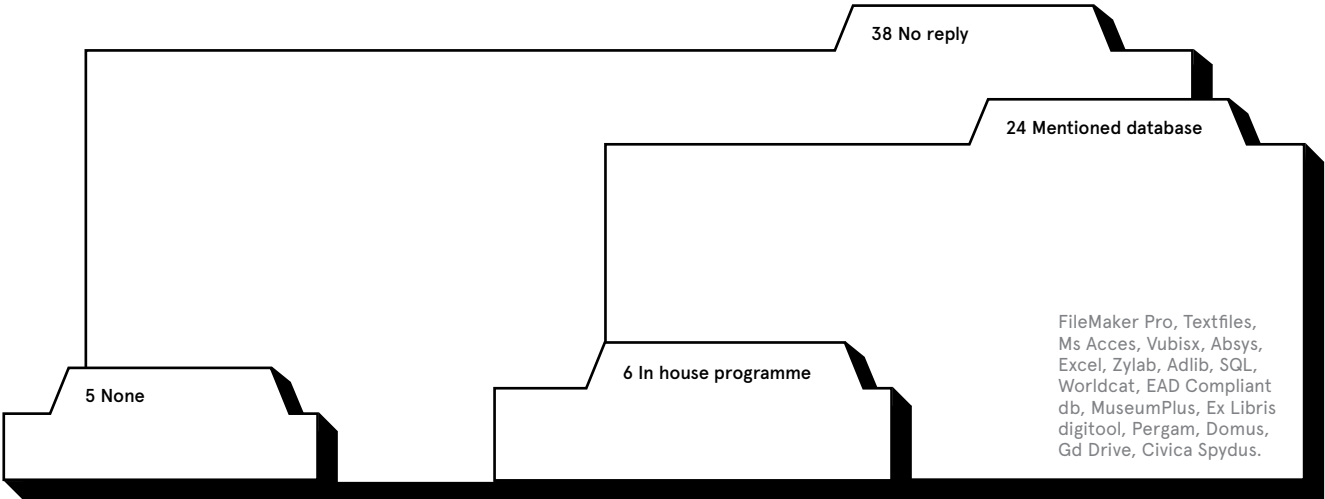 38 No reply
24 Mentioned database
5 None
6 In house programme
FileMaker Pro, Textfiles,
Ms Acces, Vubisx, Absys,
Excel, Zylab, Adlib, SQL,
Worldcat, EAD Compliant
db, MuseumPlus, Ex Libris
digitool, Pergam, Domus,
Gd Drive, Civica Spydus.